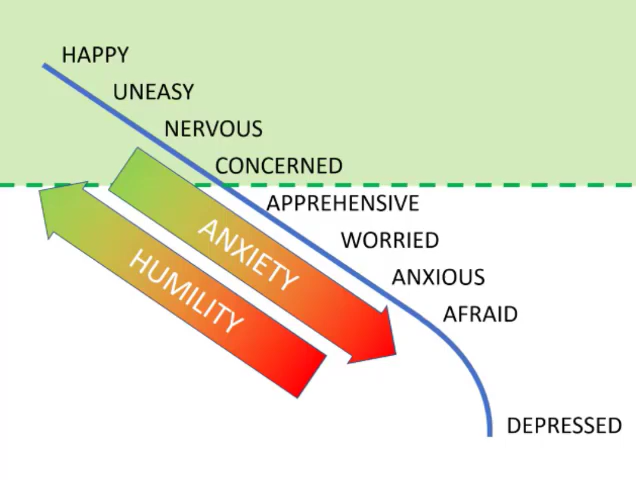 HAPPY
UNEASY
NERVOUS
CONCERNED
APPREHENSIVE
WORRIED
ANXIOUS
AFRAID
DEPRESSED
ANXIETY
HUMILITY